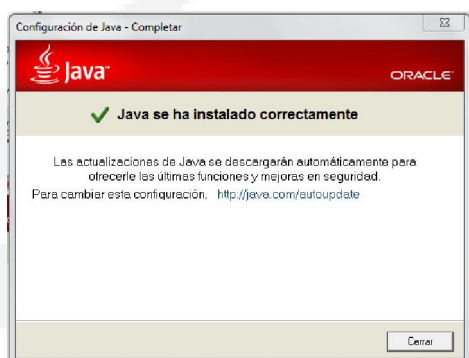 Configuración de Java - Completar
Java™
ORACLE®
Java se ha instalado correctamente
Las actualizaciones de Java se descargarán automáticamente para
ofrecerle las últimas funciones y mejoras en seguridad.
Para cambiar esta configuración, http://java.com/autoupdate
Cerrar